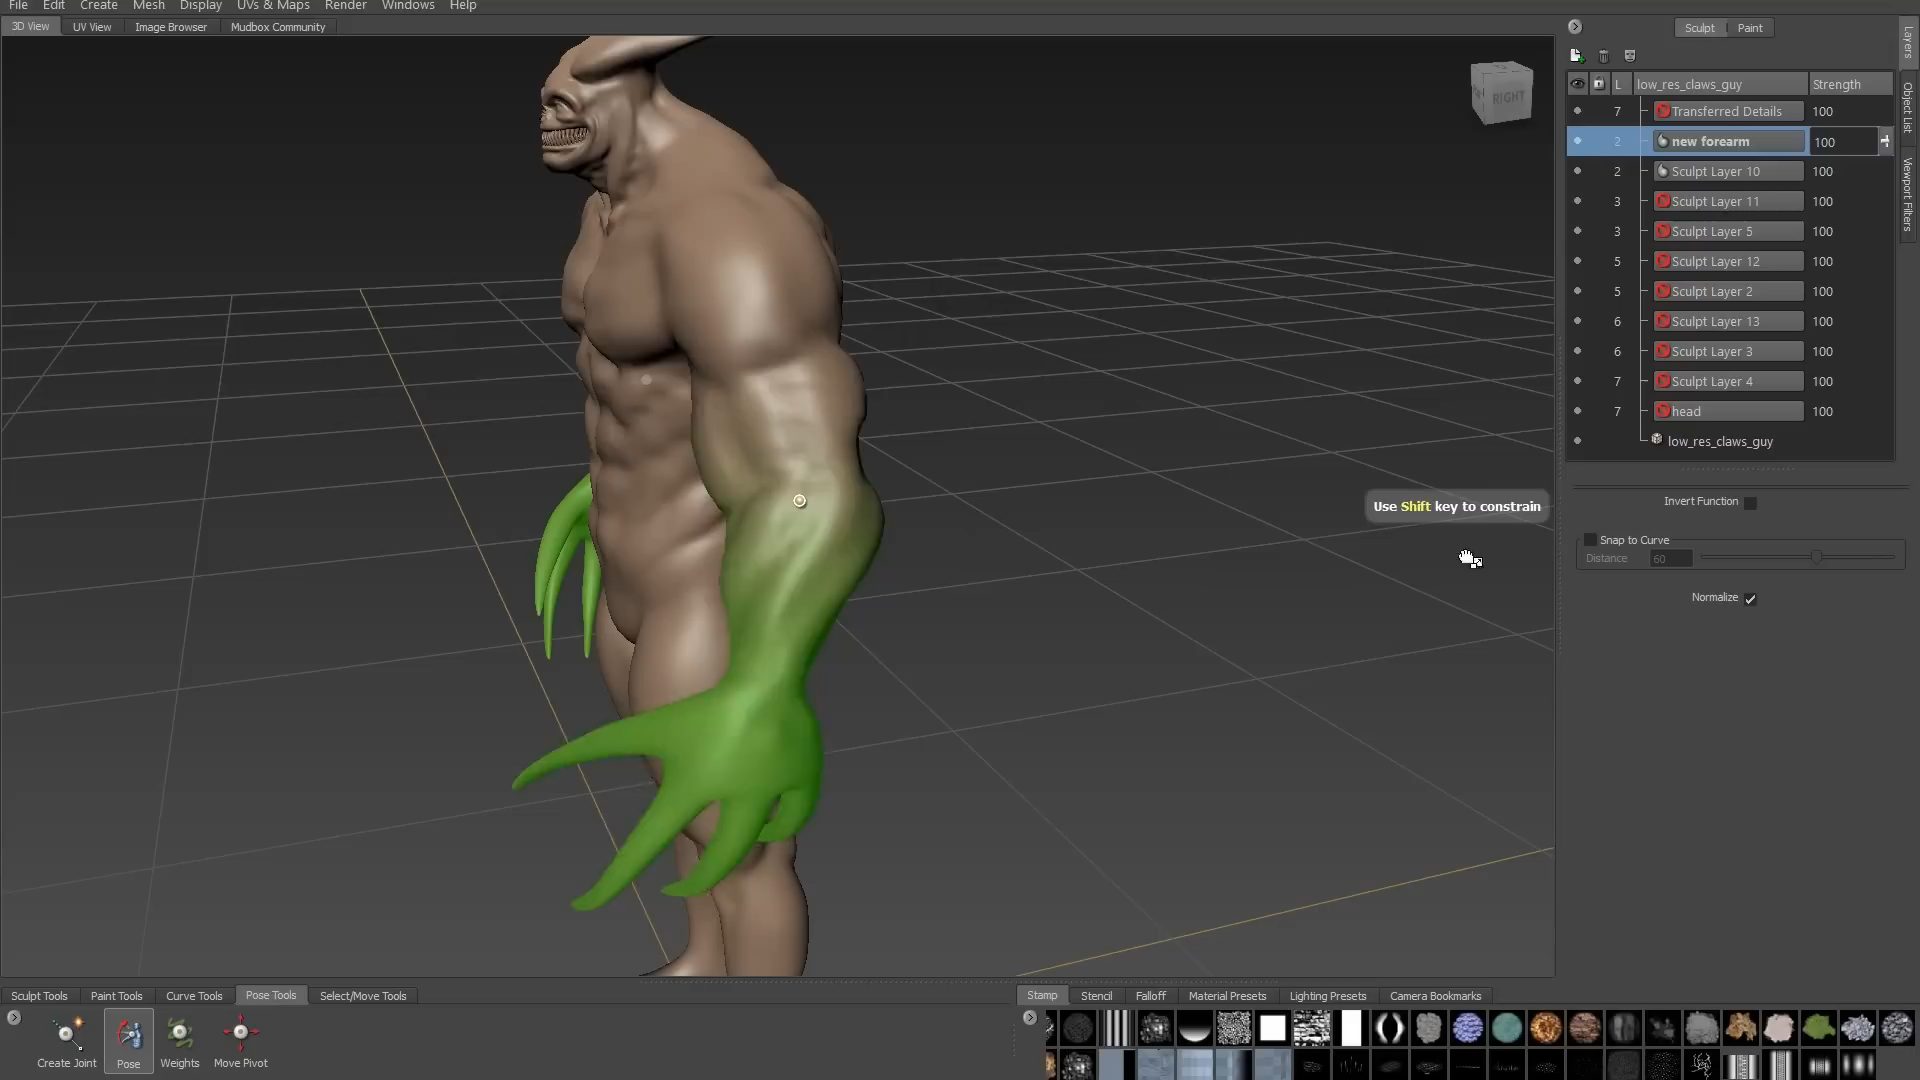 File Edit Create Mesh Display UVs & Maps Render Windows Help
3D View UV View Image Browser Mudbox Community
Sculpt Paint
Layers
Object List
Viewport Filters
L low_res_claws_guy Strength
7 Transferred Details 100
2 new forearm 100
2 Sculpt Layer 10 100
3 Sculpt Layer 11 100
3 Sculpt Layer 5 100
5 Sculpt Layer 12 100
5 Sculpt Layer 2 100
6 Sculpt Layer 13 100
6 Sculpt Layer 3 100
7 Sculpt Layer 4 100
7 head 100
low_res_claws_guy
RIGHT
Use Shift key to constrain
Invert Function
Snap to Curve
Distance 60
Normalize
Sculpt Tools Paint Tools Curve Tools Pose Tools Select/Move Tools
Create Joint Pose Weights Move Pivot
Stamp Stencil Falloff Material Presets Lighting Presets Camera Bookmarks